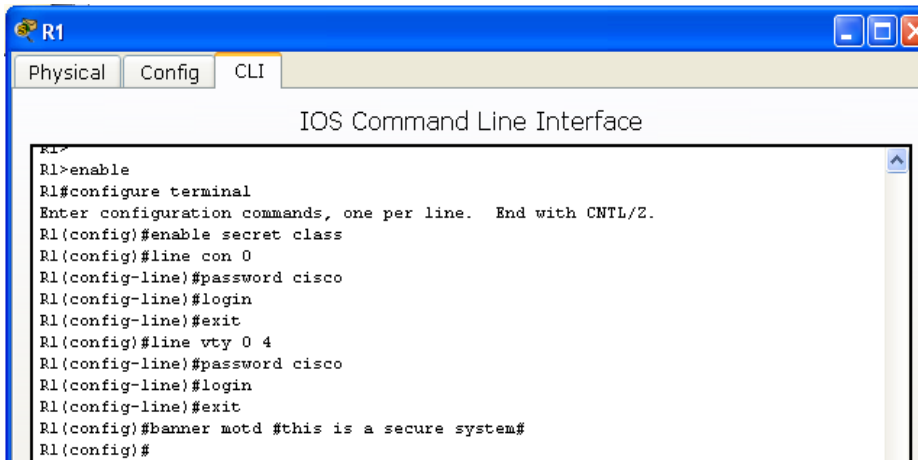 R1
Physical Config CLI
IOS Command Line Interface
R1>
R1>enable
R1#configure terminal
Enter configuration commands, one per line.  End with CNTL/Z.
R1(config)#enable secret class
R1(config)#line con 0
R1(config-line)#password cisco
R1(config-line)#login
R1(config-line)#exit
R1(config)#line vty 0 4
R1(config-line)#password cisco
R1(config-line)#login
R1(config-line)#exit
R1(config)#banner motd #this is a secure system#
R1(config)#